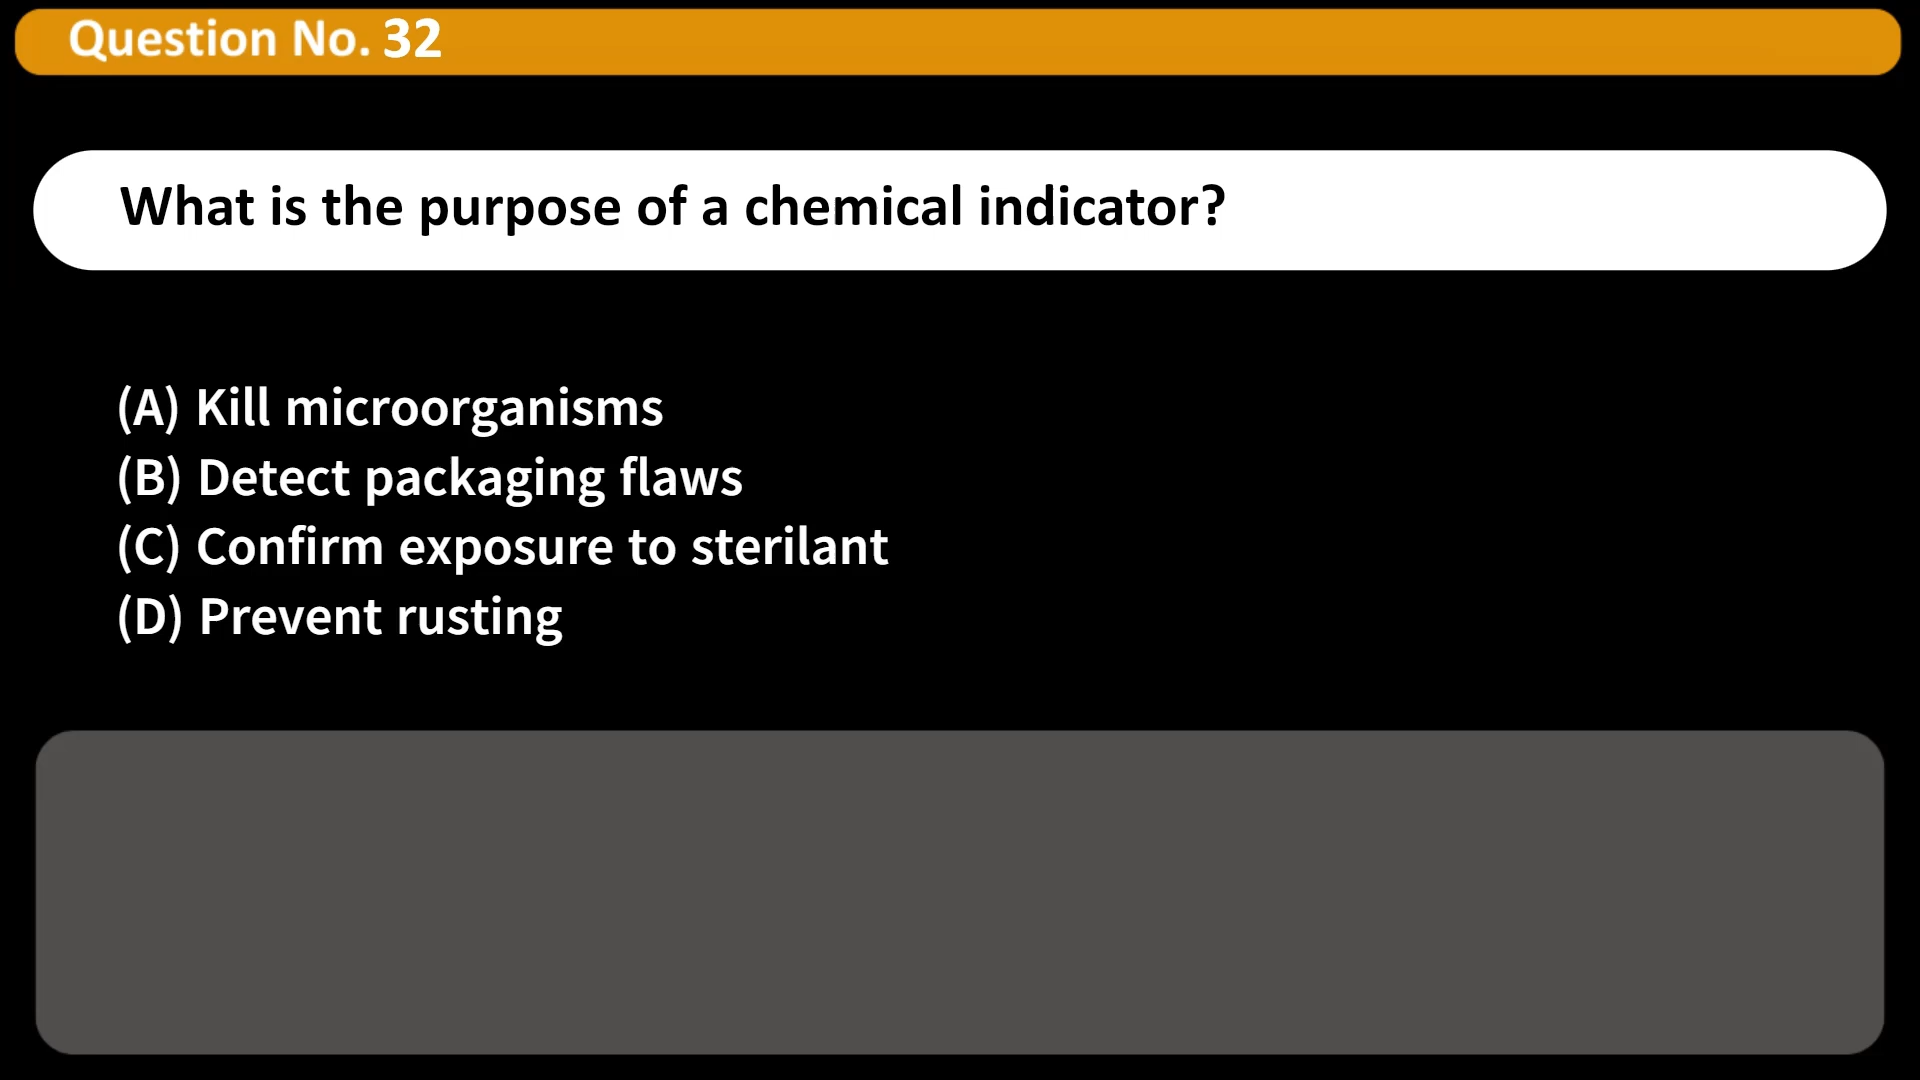 Question No. 32
What is the purpose of a chemical indicator?
(A) Kill microorganisms
(B) Detect packaging flaws
(C) Confirm exposure to sterilant
(D) Prevent rusting